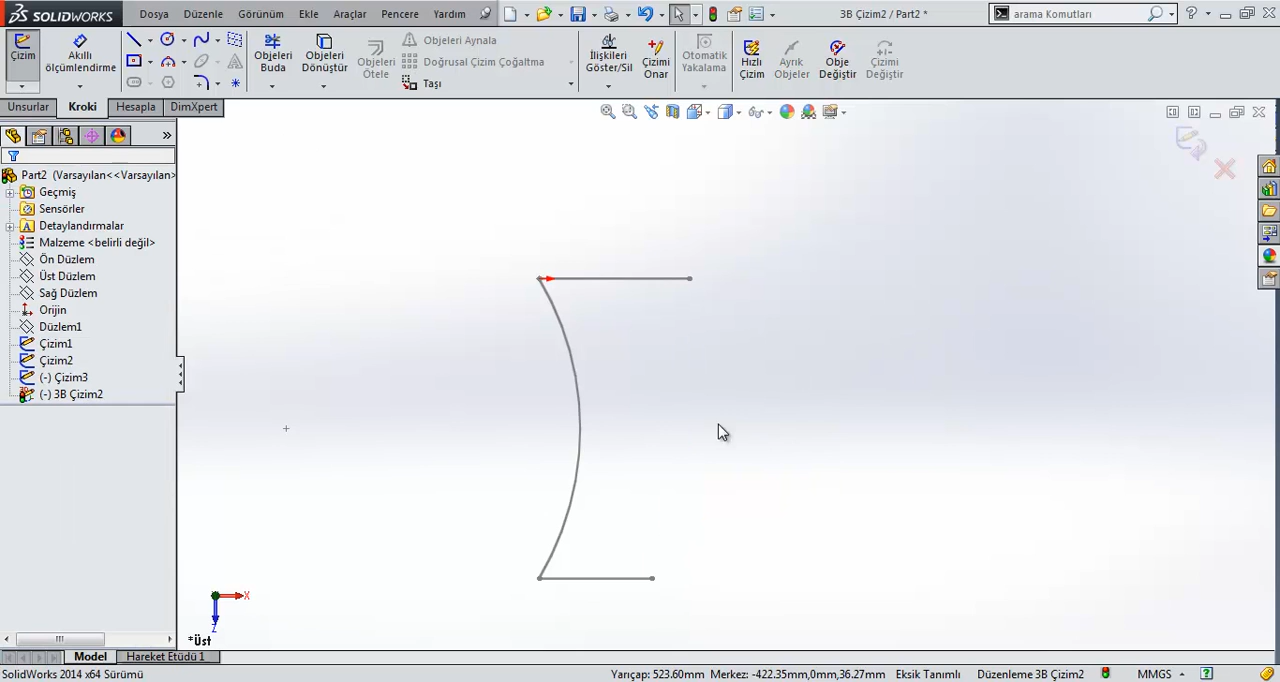 SOLIDWORKS
Dosya Düzenle Görünüm Ekle Araçlar Pencere Yardım
3B Çizim2 / Part2 *
arama Komutları
Çizim
Akıllı ölçümlendirme
Objeleri Buda
Objeleri Dönüştür
Objeleri Ötele
Objeleri Aynala
Doğrusal Çizim Çoğaltma
Taşı
İlişkileri Göster/Sil
Çizimi Onar
Otomatik Yakalama
Hızlı Çizim
Ayrık Objeler
Obje Değiştir
Çizimi Değiştir
Unsurlar Kroki Hesapla DimXpert
Part2 (Varsayılan<<Varsayılan>
Geçmiş
Sensörler
Detaylandırmalar
Malzeme <belirli değil>
Ön Düzlem
Üst Düzlem
Sağ Düzlem
Orijin
Düzlem1
Çizim1
Çizim2
(-) Çizim3
(-) 3B Çizim2
X
Z
*Üst
Model Hareket Etüdü 1
SolidWorks 2014 x64 Sürümü
Yarıçap: 523.60mm Merkez: -422.35mm,0mm,36.27mm Eksik Tanımlı Düzenleme 3B Çizim2 MMGS